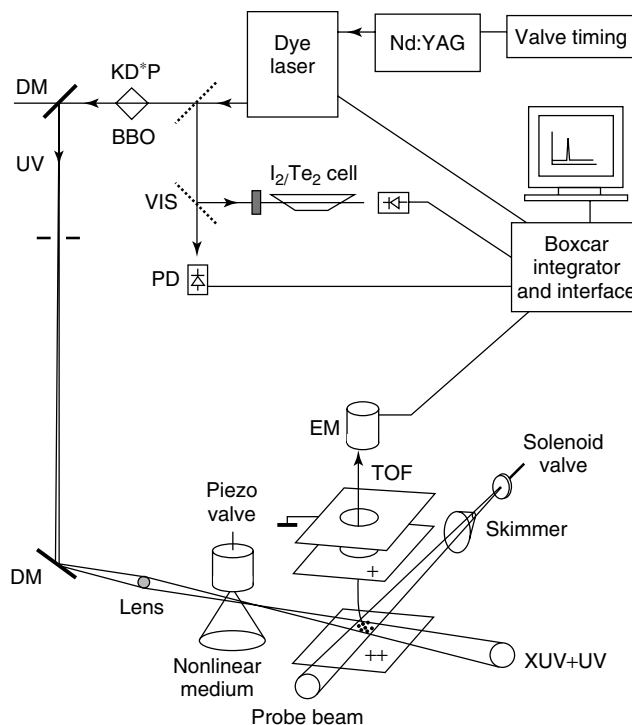 Dye
laser
Nd:YAG
Valve timing
DM
KD*P
BBO
UV
VIS
I2/Te2 cell
PD
Boxcar
integrator
and interface
EM
TOF
Solenoid
valve
Piezo
valve
Skimmer
+
DM
Lens
Nonlinear
medium
++
XUV+UV
Probe beam